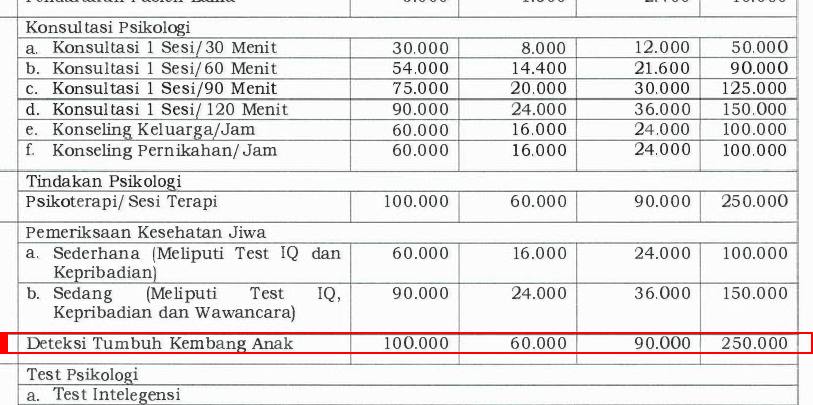 Konsultasi Psikologi
a. Konsultasi 1 Sesi/30 Menit 30.000 8.000 12.000 50.000
b. Konsultasi 1 Sesi/60 Menit 54.000 14.400 21.600 90.000
c. Konsultasi 1 Sesi/90 Menit 75.000 20.000 30.000 125.000
d. Konsultasi 1 Sesi/ 120 Menit 90.000 24.000 36.000 150.000
e. Konseling Keluarga/Jam 60.000 16.000 24.000 100.000
f. Konseling Pernikahan/Jam 60.000 16.000 24.000 100.000
Tindakan Psikologi
Psikoterapi/ Sesi Terapi 100.000 60.000 90.000 250.000
Pemeriksaan Kesehatan Jiwa
a. Sederhana (Meliputi Test IQ dan 60.000 16.000 24.000 100.000
Kepribadian)
b. Sedang (Meliputi Test IQ, 90.000 24.000 36.000 150.000
Kepribadian dan Wawancara)
Deteksi Tumbuh Kembang Anak 100.000 60.000 90.000 250.000
Test Psikologi
a. Test Intelegensi